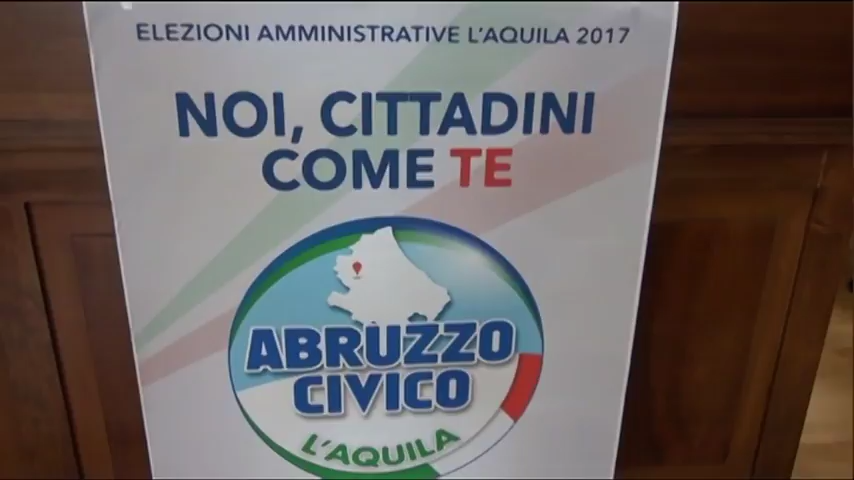 ELEZIONI AMMINISTRATIVE L'AQUILA 2017
NOI, CITTADINI
COME TE
ABRUZZO
CIVICO
L'AQUILA